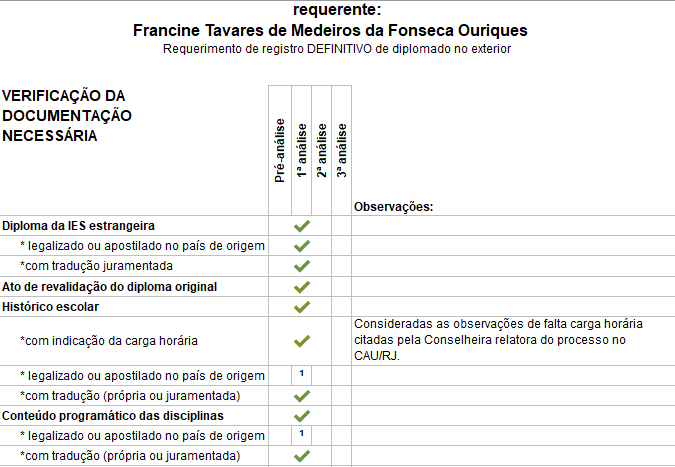 requerente:
Francine Tavares de Medeiros da Fonseca Ouriques
Requerimento de registro DEFINITIVO de diplomado no exterior
VERIFICAÇÃO DA
DOCUMENTAÇÃO
NECESSÁRIA
Pré-análise
1ª análise
2ª análise
3ª análise
Observações:
Diploma da IES estrangeira
* legalizado ou apostilado no país de origem
*com tradução juramentada
Ato de revalidação do diploma original
Histórico escolar
*com indicação da carga horária
Consideradas as observações de falta carga horária
citadas pela Conselheira relatora do processo no
CAU/RJ.
* legalizado ou apostilado no país de origem
1
*com tradução (própria ou juramentada)
Conteúdo programático das disciplinas
* legalizado ou apostilado no país de origem
1
*com tradução (própria ou juramentada)